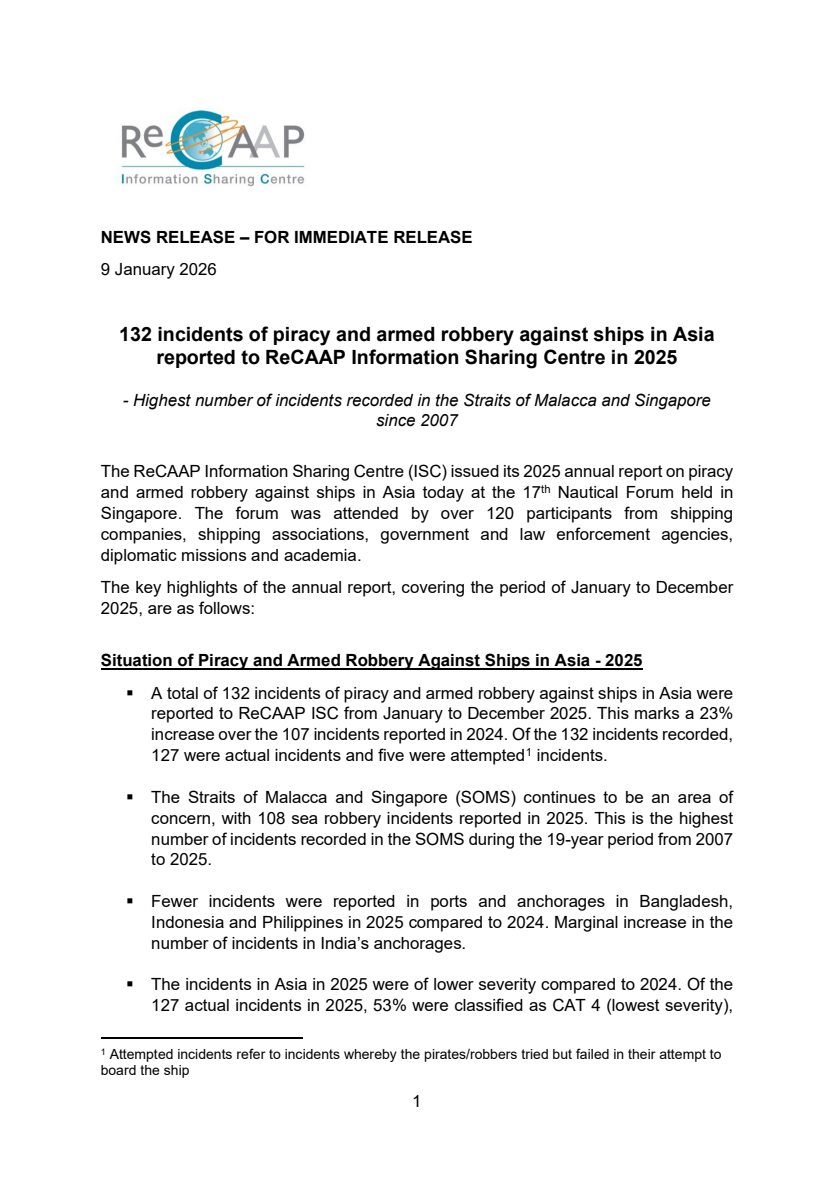 ReCAAP
Information Sharing Centre
NEWS RELEASE – FOR IMMEDIATE RELEASE
9 January 2026
132 incidents of piracy and armed robbery against ships in Asia
reported to ReCAAP Information Sharing Centre in 2025
- Highest number of incidents recorded in the Straits of Malacca and Singapore
since 2007
The ReCAAP Information Sharing Centre (ISC) issued its 2025 annual report on piracy
and armed robbery against ships in Asia today at the 17th Nautical Forum held in
Singapore. The forum was attended by over 120 participants from shipping
companies, shipping associations, government and law enforcement agencies,
diplomatic missions and academia.
The key highlights of the annual report, covering the period of January to December
2025, are as follows:
Situation of Piracy and Armed Robbery Against Ships in Asia - 2025
▪ A total of 132 incidents of piracy and armed robbery against ships in Asia were
reported to ReCAAP ISC from January to December 2025. This marks a 23%
increase over the 107 incidents reported in 2024. Of the 132 incidents recorded,
127 were actual incidents and five were attempted1 incidents.
▪ The Straits of Malacca and Singapore (SOMS) continues to be an area of
concern, with 108 sea robbery incidents reported in 2025. This is the highest
number of incidents recorded in the SOMS during the 19-year period from 2007
to 2025.
▪ Fewer incidents were reported in ports and anchorages in Bangladesh,
Indonesia and Philippines in 2025 compared to 2024. Marginal increase in the
number of incidents in India’s anchorages.
▪ The incidents in Asia in 2025 were of lower severity compared to 2024. Of the
127 actual incidents in 2025, 53% were classified as CAT 4 (lowest severity),
1 Attempted incidents refer to incidents whereby the pirates/robbers tried but failed in their attempt to
board the ship
1